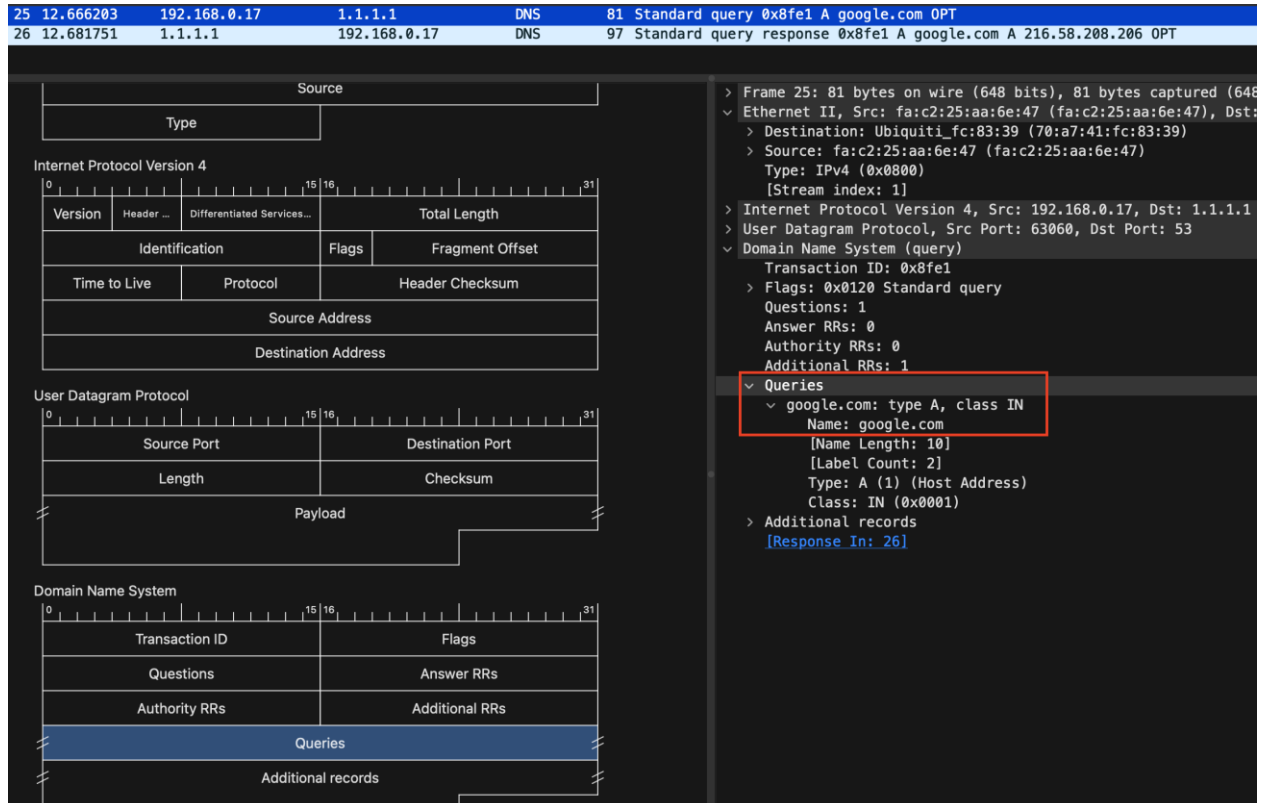 25 12.666203 192.168.0.17 1.1.1.1 DNS 81 Standard query 0x8fe1 A google.com OPT
26 12.681751 1.1.1.1 192.168.0.17 DNS 97 Standard query response 0x8fe1 A google.com A 216.58.208.206 OPT
Source
Type
Internet Protocol Version 4
0 15 16 31
Version Header ... Differentiated Services... Total Length
Identification Flags Fragment Offset
Time to Live Protocol Header Checksum
Source Address
Destination Address
User Datagram Protocol
0 15 16 31
Source Port Destination Port
Length Checksum
Payload
Domain Name System
0 15 16 31
Transaction ID Flags
Questions Answer RRs
Authority RRs Additional RRs
Queries
Additional records
> Frame 25: 81 bytes on wire (648 bits), 81 bytes captured (648
Ethernet II, Src: fa:c2:25:aa:6e:47 (fa:c2:25:aa:6e:47), Dst:
> Destination: Ubiquiti_fc:83:39 (70:a7:41:fc:83:39)
> Source: fa:c2:25:aa:6e:47 (fa:c2:25:aa:6e:47)
Type: IPv4 (0x0800)
[Stream index: 1]
> Internet Protocol Version 4, Src: 192.168.0.17, Dst: 1.1.1.1
> User Datagram Protocol, Src Port: 63060, Dst Port: 53
Domain Name System (query)
Transaction ID: 0x8fe1
> Flags: 0x0120 Standard query
Questions: 1
Answer RRs: 0
Authority RRs: 0
Additional RRs: 1
Queries
google.com: type A, class IN
Name: google.com
[Name Length: 10]
[Label Count: 2]
Type: A (1) (Host Address)
Class: IN (0x0001)
> Additional records
[Response In: 26]